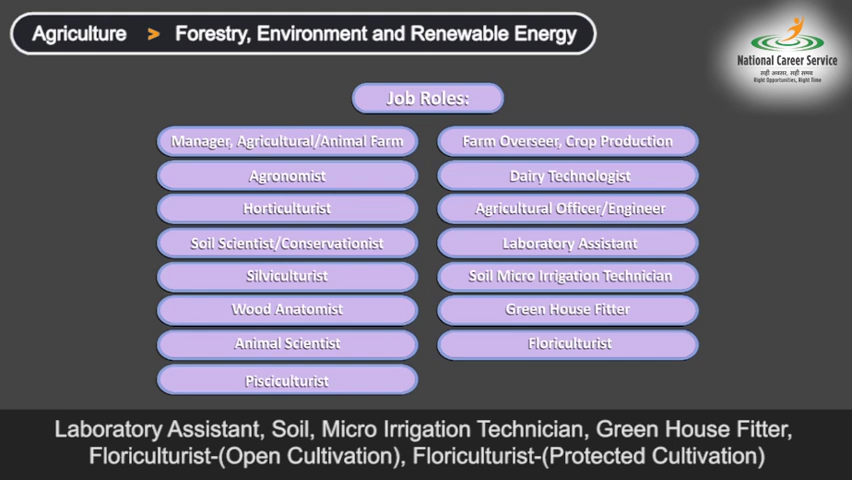 Agriculture > Forestry, Environment and Renewable Energy
National Career Service
सही अवसर, सही समय
Right Opportunities, Right Time
Job Roles:
Manager, Agricultural/Animal Farm
Agronomist
Horticulturist
Soil Scientist/Conservationist
Silviculturist
Wood Anatomist
Animal Scientist
Pisciculturist
Farm Overseer, Crop Production
Dairy Technologist
Agricultural Officer/Engineer
Laboratory Assistant
Soil Micro Irrigation Technician
Green House Fitter
Floriculturist
Laboratory Assistant, Soil, Micro Irrigation Technician, Green House Fitter,
Floriculturist-(Open Cultivation), Floriculturist-(Protected Cultivation)